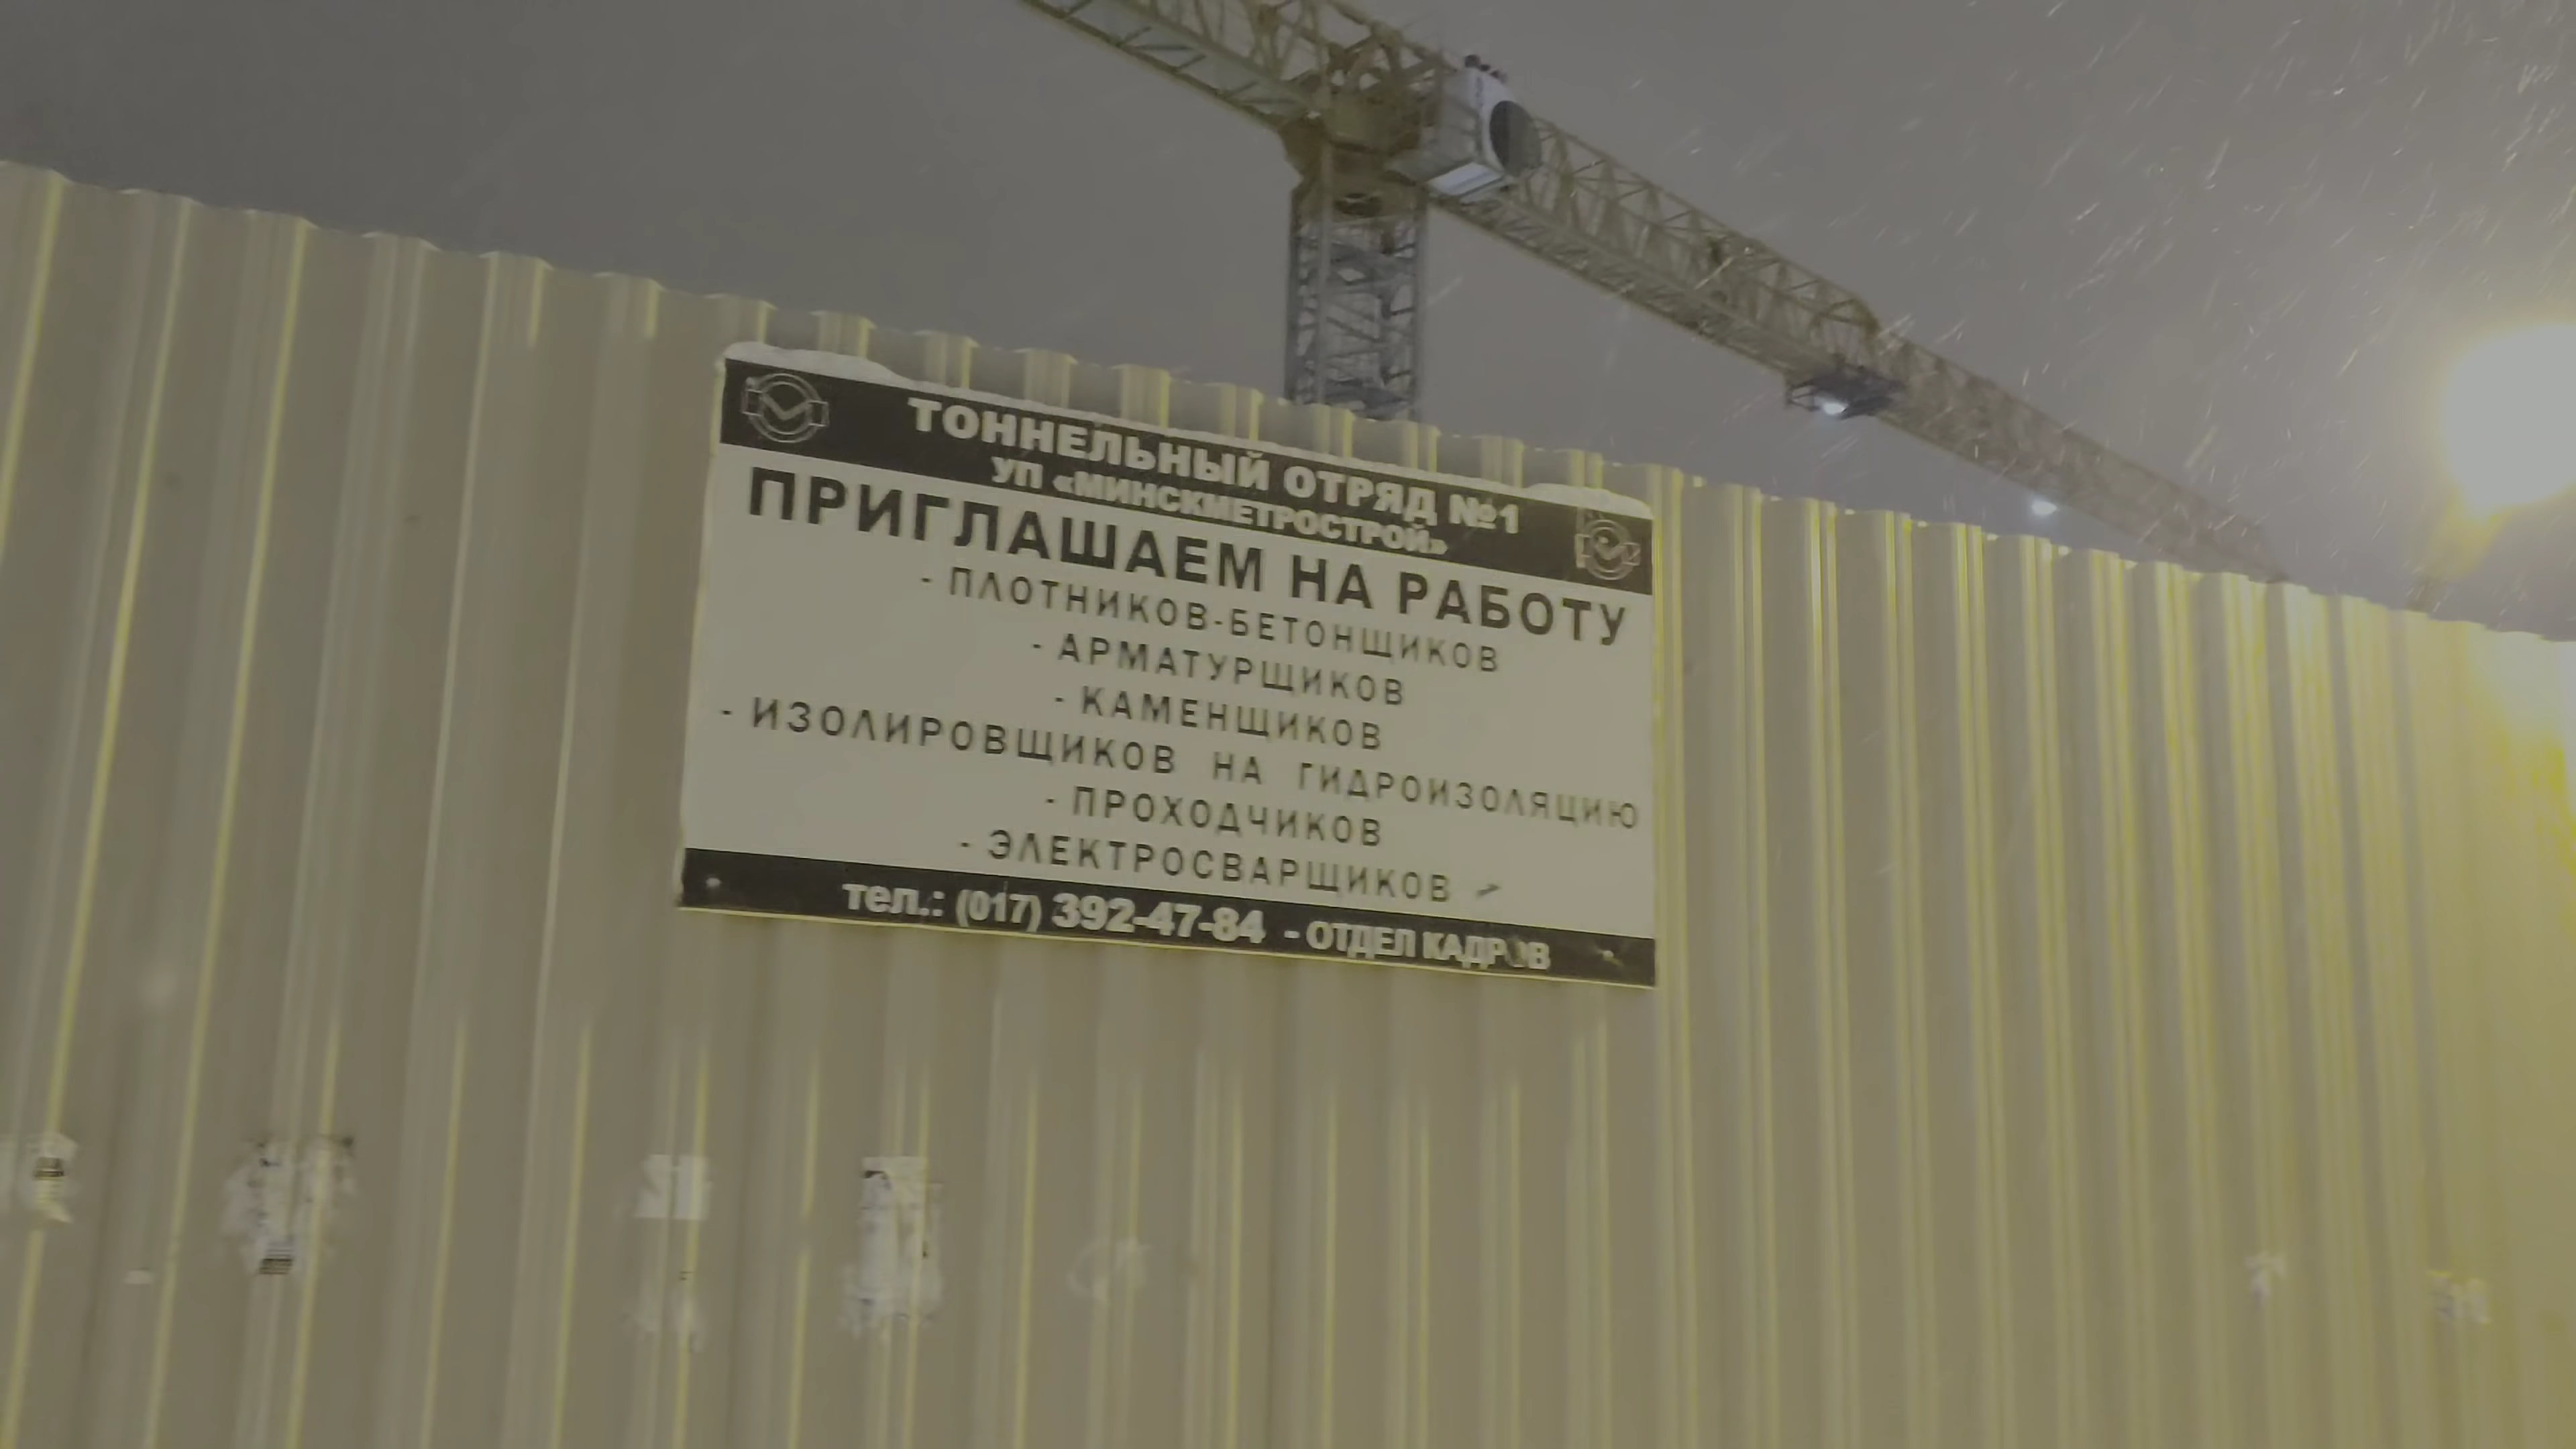 ТОННЕЛЬНЫЙ ОТРЯД №1
УП «МИНСКМЕТРОСТРОЙ»
ПРИГЛАШАЕМ НА РАБОТУ
- ПЛОТНИКОВ-БЕТОНЩИКОВ
- АРМАТУРЩИКОВ
- КАМЕНЩИКОВ
- ИЗОЛИРОВЩИКОВ НА ГИДРОИЗОЛЯЦИЮ
- ПРОХОДЧИКОВ
- ЭЛЕКТРОСВАРЩИКОВ
тел.: (017) 392-47-84 - ОТДЕЛ КАДРОВ